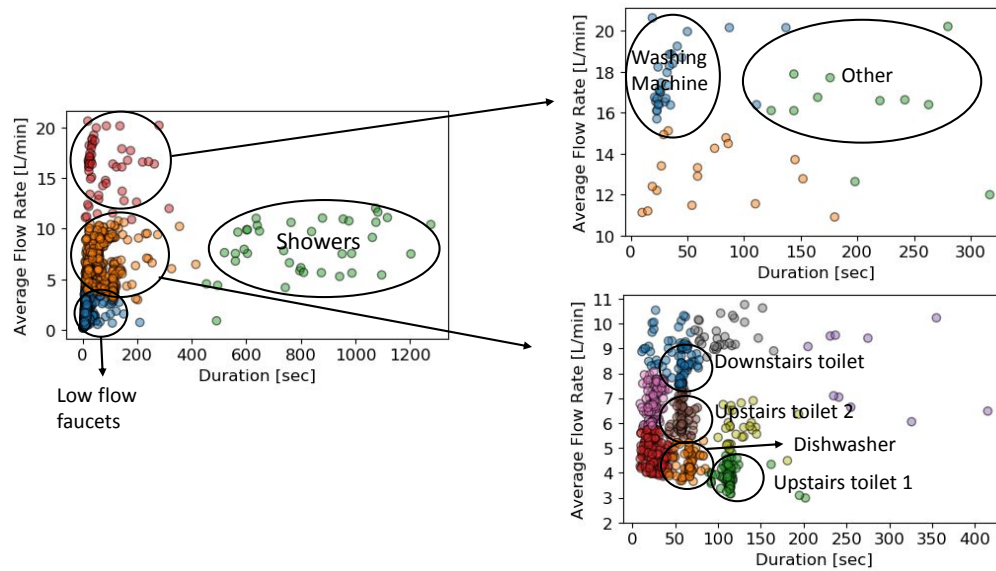 20
15
10
5
0
Average Flow Rate [L/min]
Showers
0
200
400
600
800
1000
1200
Duration [sec]
Low flow
faucets
20
18
16
14
12
10
Average Flow Rate [L/min]
Washing
Machine
Other
0
50
100
150
200
250
300
Duration [sec]
11
10
9
8
7
6
5
4
3
2
Average Flow Rate [L/min]
Downstairs toilet
Upstairs toilet 2
Dishwasher
Upstairs toilet 1
0
50
100
150
200
250
300
350
400
Duration [sec]